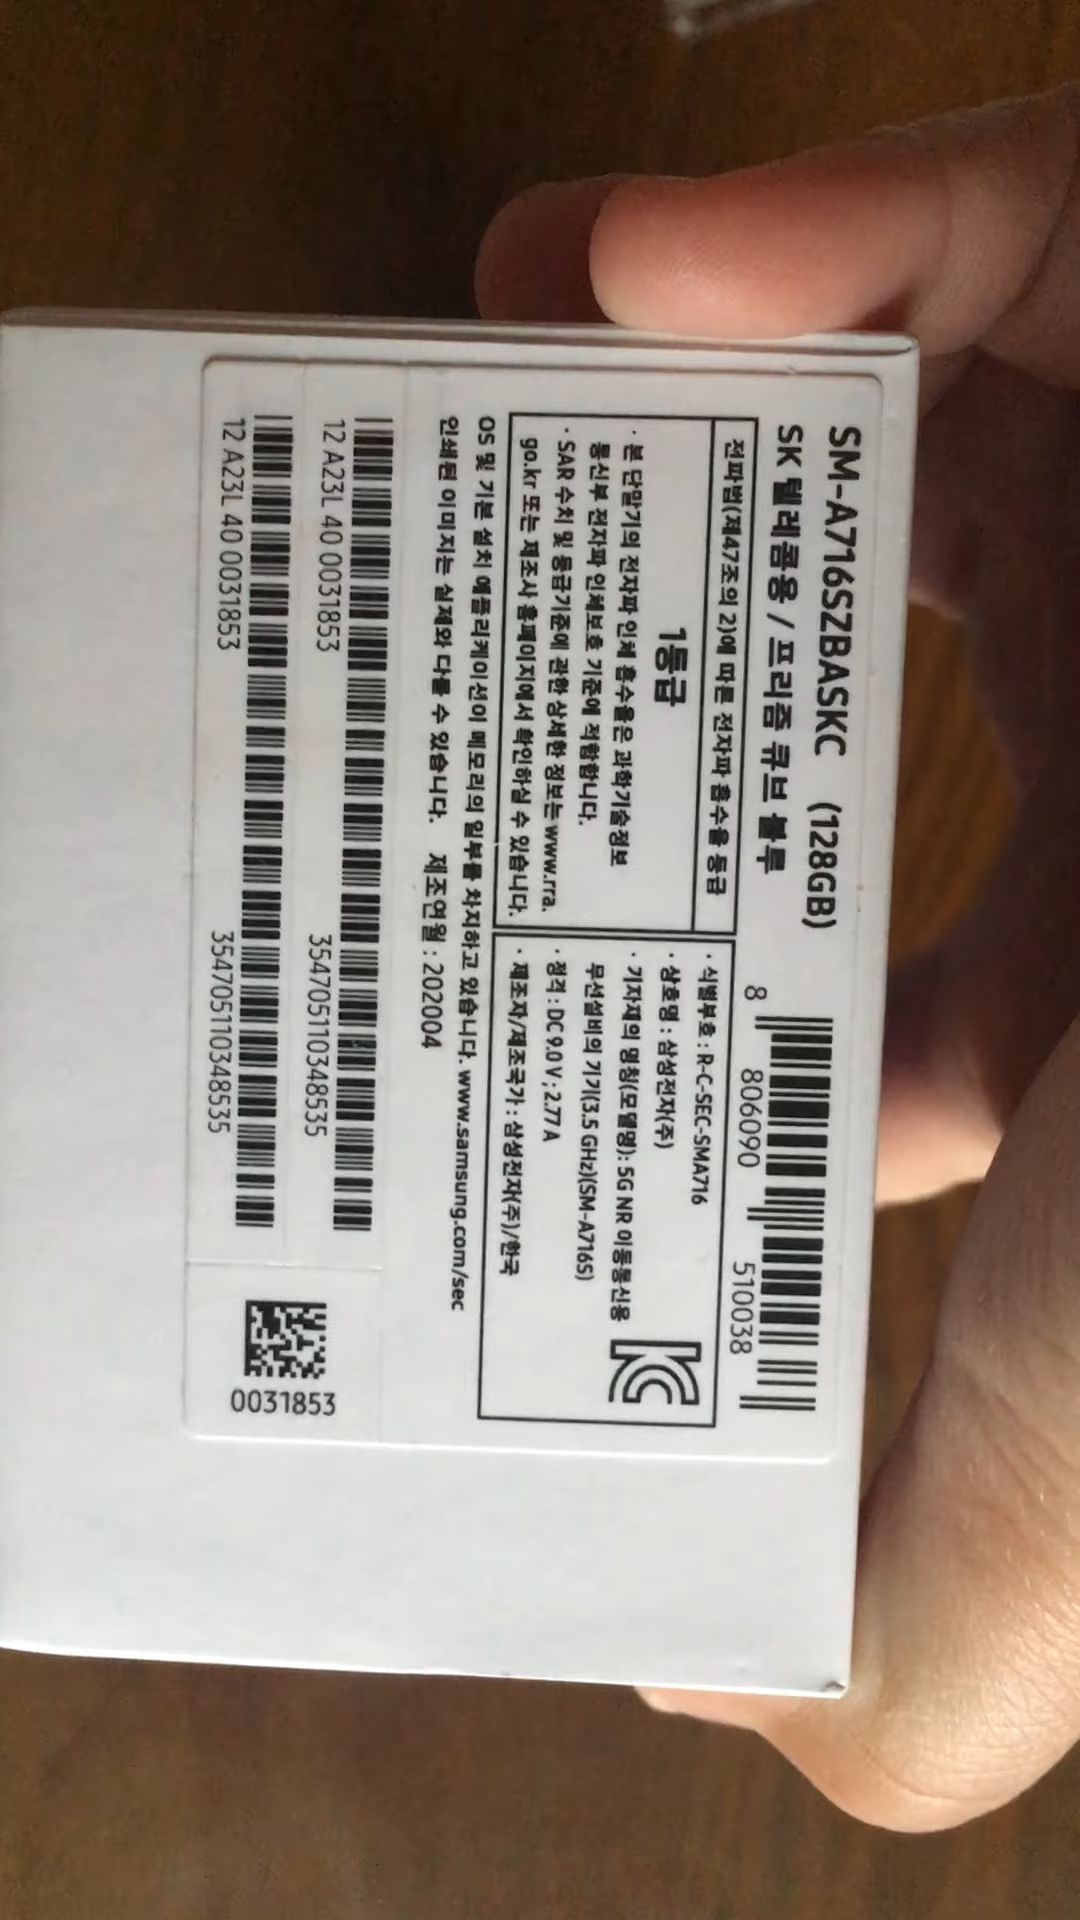 SM-A716SZBASKC (128GB)
SK 텔레콤용 / 프리즘 큐브 블루
8 806090 510038
전파법(제47조의 2)에 따른 전자파 흡수율 등급
1등급
· 본 단말기의 전자파 인체 흡수율은 과학기술정보
통신부 전자파 인체보호 기준에 적합합니다.
· SAR 수치 및 등급기준에 관한 상세한 정보는 www.rra.
go.kr 또는 제조사 홈페이지에서 확인하실 수 있습니다.
· 식별부호 : R-C-SEC-SMA716
· 상호명 : 삼성전자(주)
· 기자재의 명칭(모델명): 5G NR 이동통신용
무선설비의 기기(3.5 GHz)(SM-A716S)
· 정격 : DC 9.0 V ; 2.77 A
· 제조자/제조국가 : 삼성전자(주)/한국
OS 및 기본 설치 애플리케이션이 메모리의 일부를 차지하고 있습니다. www.samsung.com/sec
인쇄된 이미지는 실제와 다를 수 있습니다. 제조연월 : 202004
12 A23L 40 0031853 354705110348535
12 A23L 40 0031853 354705110348535
0031853